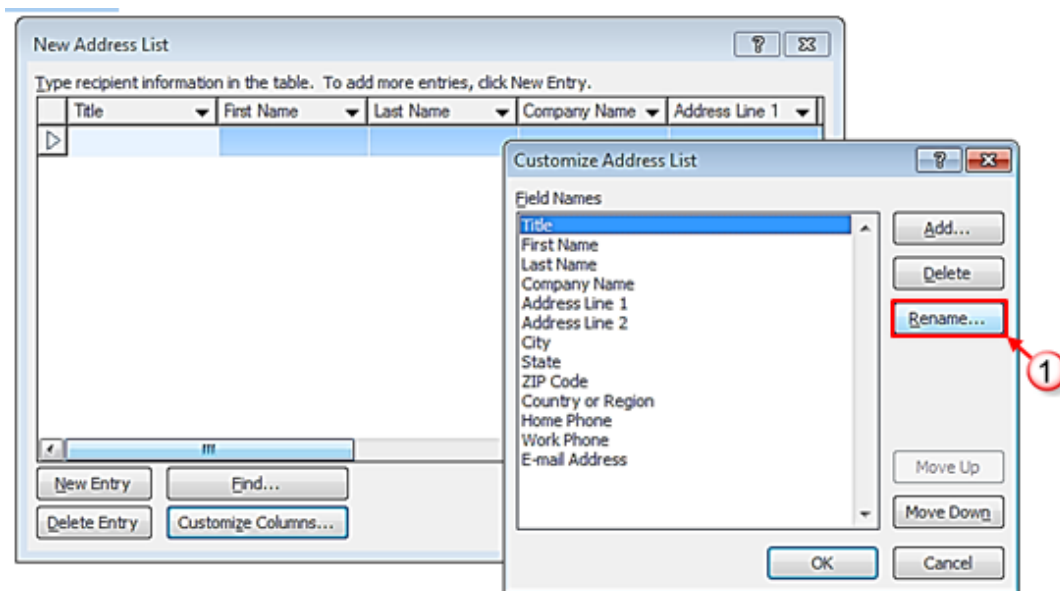 New Address List
Type recipient information in the table. To add more entries, click New Entry.
Title First Name Last Name Company Name Address Line 1
New Entry Find...
Delete Entry Customize Columns...
Customize Address List
Field Names
Title
First Name
Last Name
Company Name
Address Line 1
Address Line 2
City
State
ZIP Code
Country or Region
Home Phone
Work Phone
E-mail Address
Add...
Delete
Rename...
1
Move Up
Move Down
OK Cancel